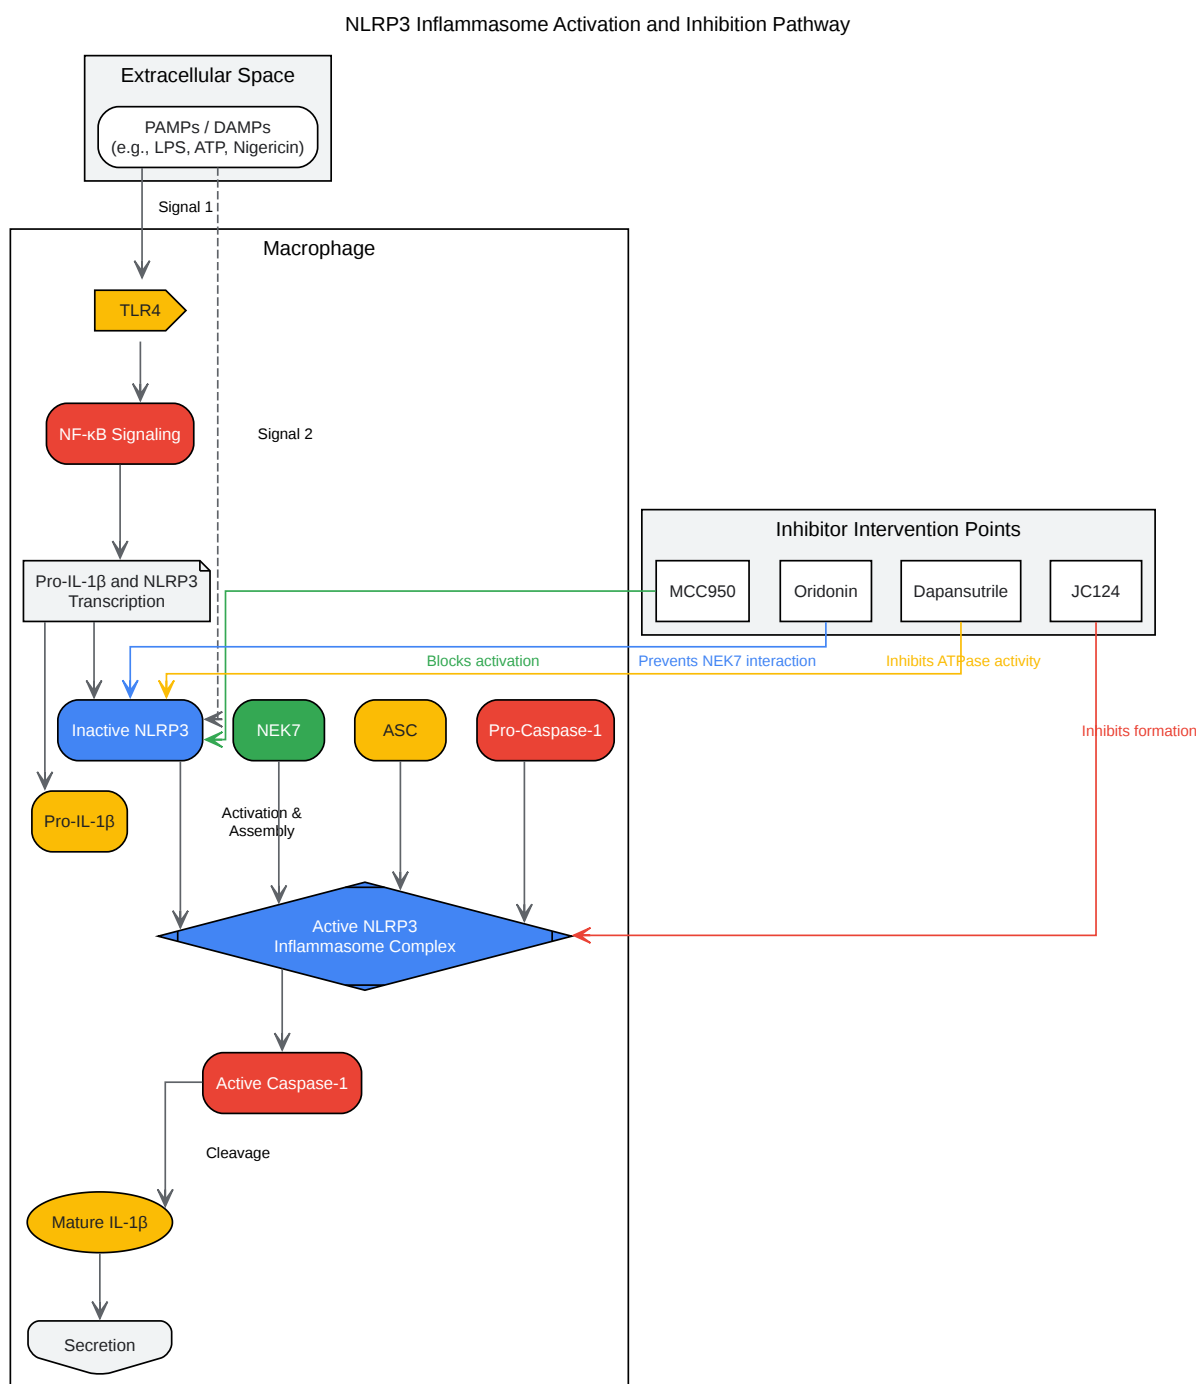 NLRP3 Inflammasome Activation and Inhibition Pathway
Extracellular Space
PAMPs / DAMPs
(e.g., LPS, ATP, Nigericin)
Signal 1
Macrophage
TLR4
NF-κB Signaling
Signal 2
Inhibitor Intervention Points
MCC950
Oridonin
Dapansutrile
JC124
Pro-IL-1β and NLRP3
Transcription
Blocks activation
Prevents NEK7 interaction
Inhibits ATPase activity
Inhibits formation
Inactive NLRP3
NEK7
ASC
Pro-Caspase-1
Pro-IL-1β
Activation &
Assembly
Active NLRP3
Inflammasome Complex
Active Caspase-1
Cleavage
Mature IL-1β
Secretion